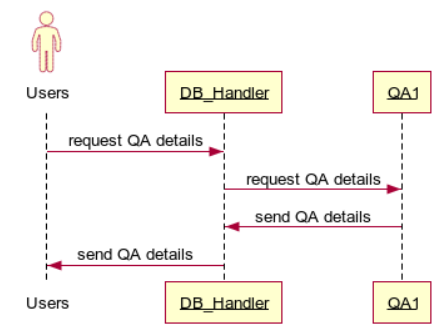 Users
DB_Handler
QA1
request QA details
request QA details
send QA details
send QA details
Users
DB_Handler
QA1